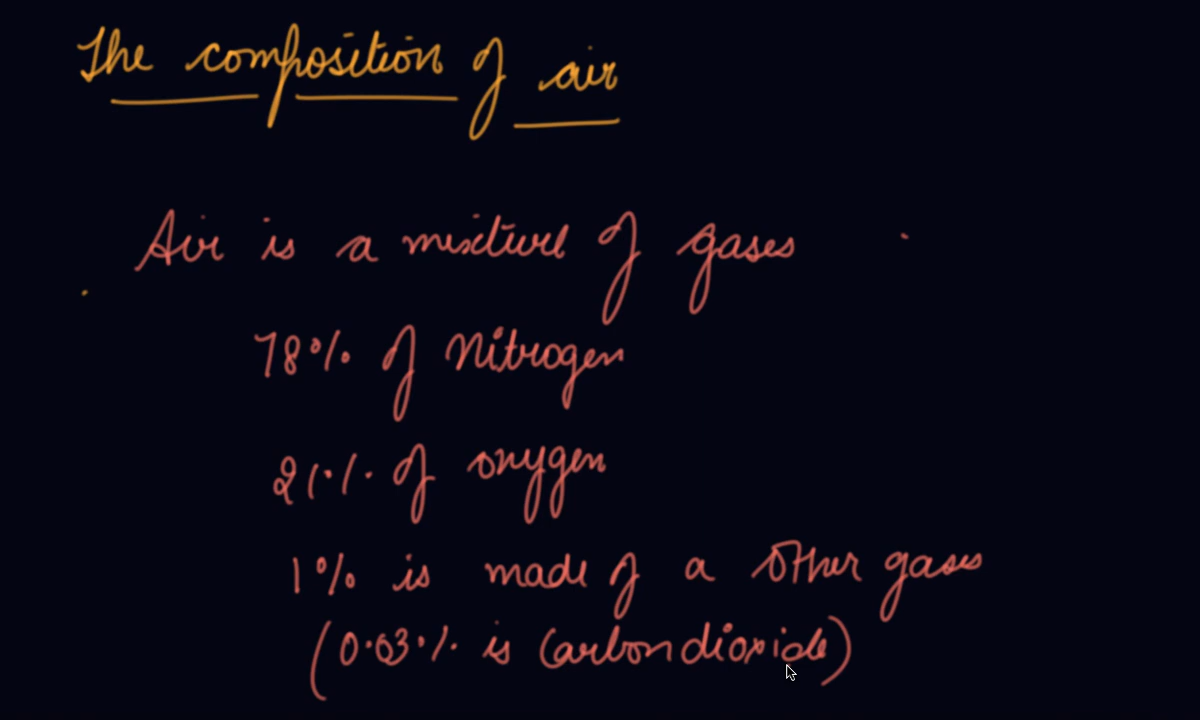 The composition of air
Air is a mixture of gases
78% of Nitrogen
21% of oxygen
1% is made of a other gases
(0.03% is Carbondioxide)